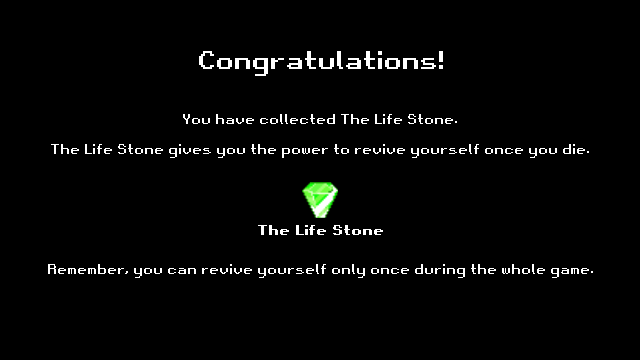 Congratulations!
You have collected The Life Stone.
The Life Stone gives you the power to revive yourself once you die.
The Life Stone
Remember, you can revive yourself only once during the whole game.